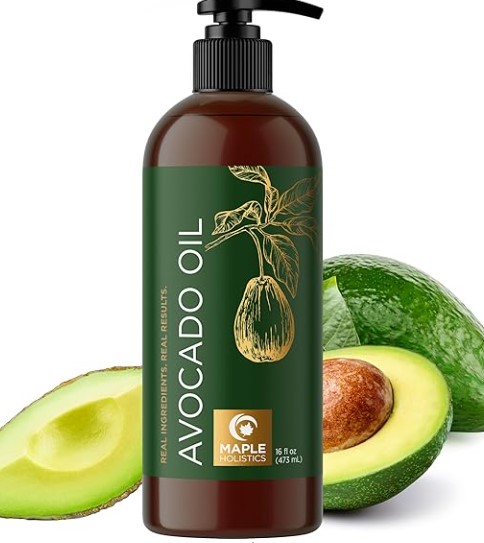 AVOCADO OIL
REAL INGREDIENTS. REAL RESULTS.
MAPLE
HOLISTICS
16 fl oz
(473 mL)